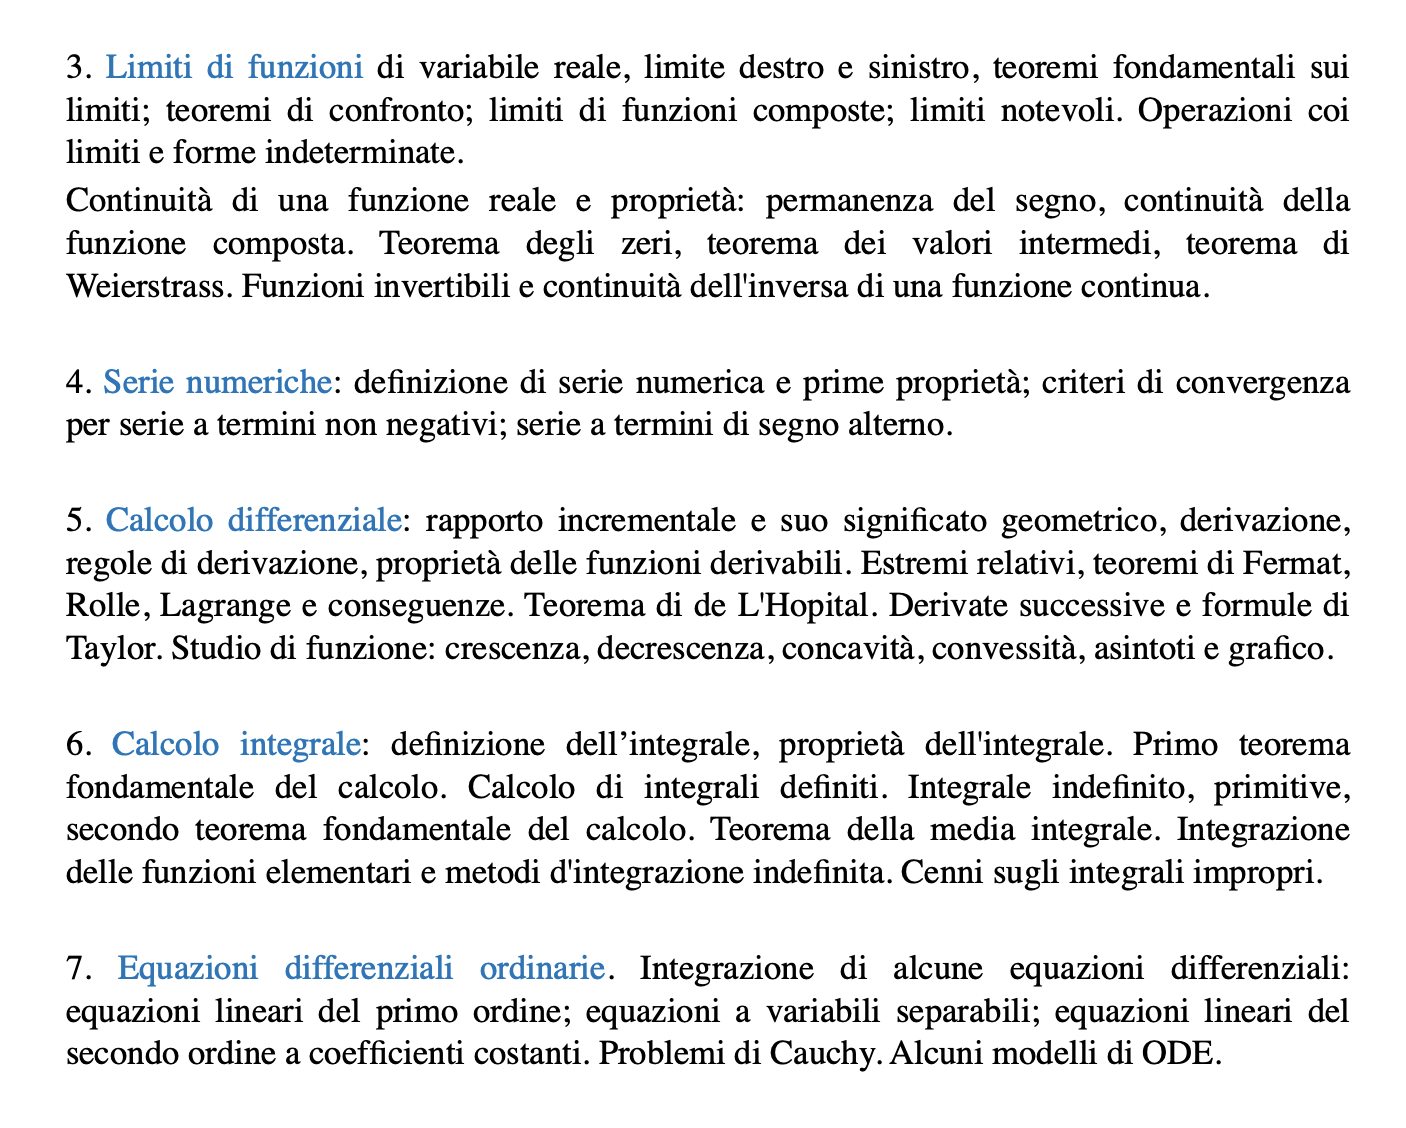 3. Limiti di funzioni di variabile reale, limite destro e sinistro, teoremi fondamentali sui
limiti; teoremi di confronto; limiti di funzioni composte; limiti notevoli. Operazioni coi
limiti e forme indeterminate.
Continuità di una funzione reale e proprietà: permanenza del segno, continuità della
funzione composta. Teorema degli zeri, teorema dei valori intermedi, teorema di
Weierstrass. Funzioni invertibili e continuità dell'inversa di una funzione continua.
4. Serie numeriche: definizione di serie numerica e prime proprietà; criteri di convergenza
per serie a termini non negativi; serie a termini di segno alterno.
5. Calcolo differenziale: rapporto incrementale e suo significato geometrico, derivazione,
regole di derivazione, proprietà delle funzioni derivabili. Estremi relativi, teoremi di Fermat,
Rolle, Lagrange e conseguenze. Teorema di de L'Hopital. Derivate successive e formule di
Taylor. Studio di funzione: crescenza, decrescenza, concavità, convessità, asintoti e grafico.
6. Calcolo integrale: definizione dell’integrale, proprietà dell'integrale. Primo teorema
fondamentale del calcolo. Calcolo di integrali definiti. Integrale indefinito, primitive,
secondo teorema fondamentale del calcolo. Teorema della media integrale. Integrazione
delle funzioni elementari e metodi d'integrazione indefinita. Cenni sugli integrali impropri.
7. Equazioni differenziali ordinarie. Integrazione di alcune equazioni differenziali:
equazioni lineari del primo ordine; equazioni a variabili separabili; equazioni lineari del
secondo ordine a coefficienti costanti. Problemi di Cauchy. Alcuni modelli di ODE.